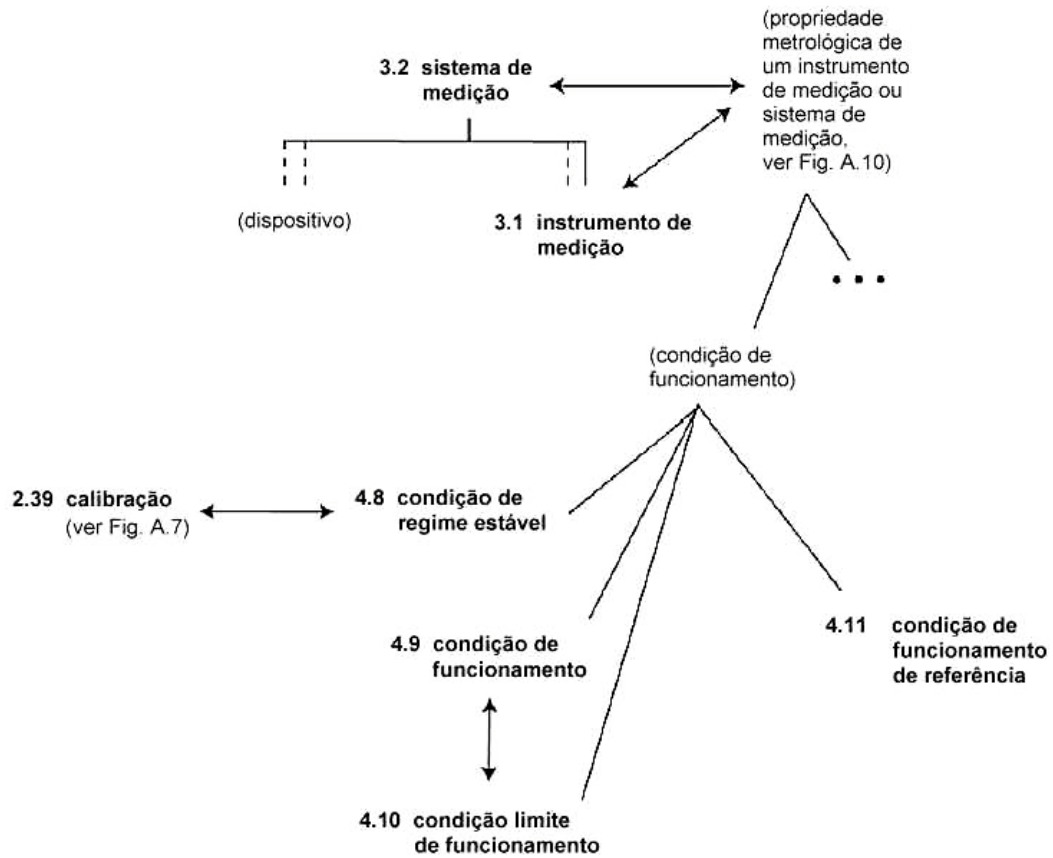 (propriedade
metrológica de
um instrumento
de medição ou
sistema de
medição,
ver Fig. A.10)
3.2 sistema de
medição
(dispositivo)
3.1 instrumento de
medição
• • •
(condição de
funcionamento)
2.39 calibração
(ver Fig. A.7)
4.8 condição de
regime estável
4.9 condição de
funcionamento
4.11 condição de
funcionamento
de referência
4.10 condição limite
de funcionamento